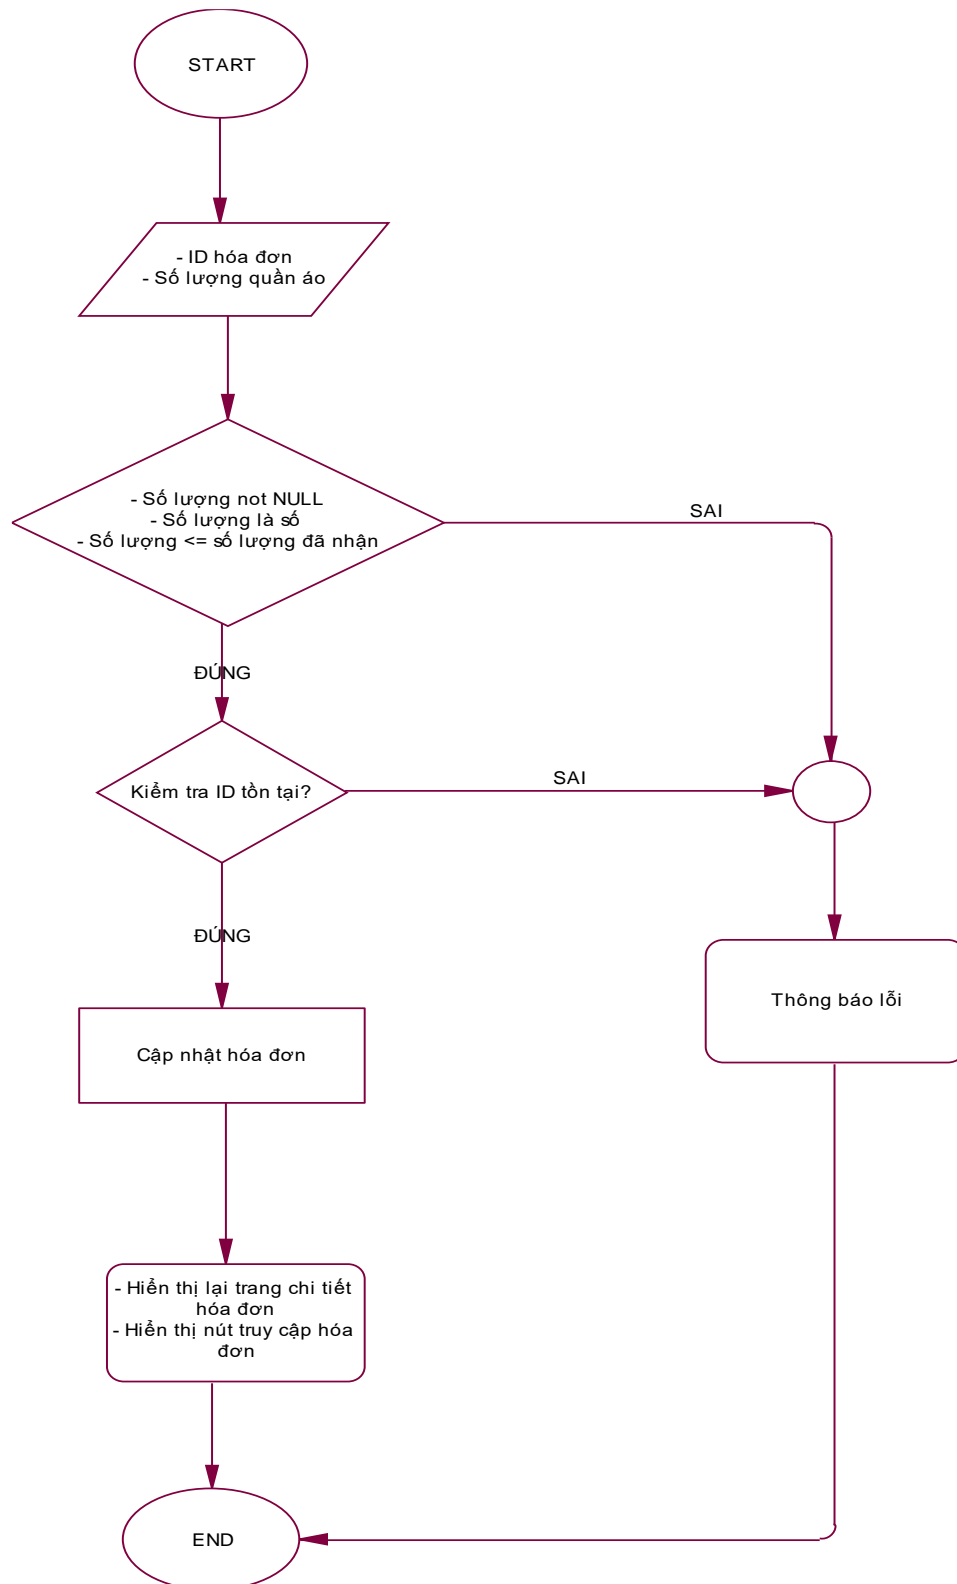 START
- ID hóa đơn
- Số lượng quần áo
- Số lượng not NULL
- Số lượng là số
- Số lượng <= số lượng đã nhận
SAI
ĐÚNG
Kiểm tra ID tồn tại?
SAI
ĐÚNG
Thông báo lỗi
Cập nhật hóa đơn
- Hiển thị lại trang chi tiết
hóa đơn
- Hiển thị nút truy cập hóa
đơn
END